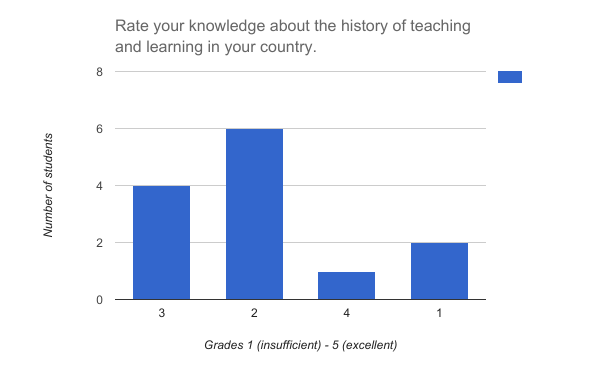 Rate your knowledge about the history of teaching
and learning in your country.
8
6
4
2
0
Number of students
3 2 4 1
Grades 1 (insufficient) - 5 (excellent)